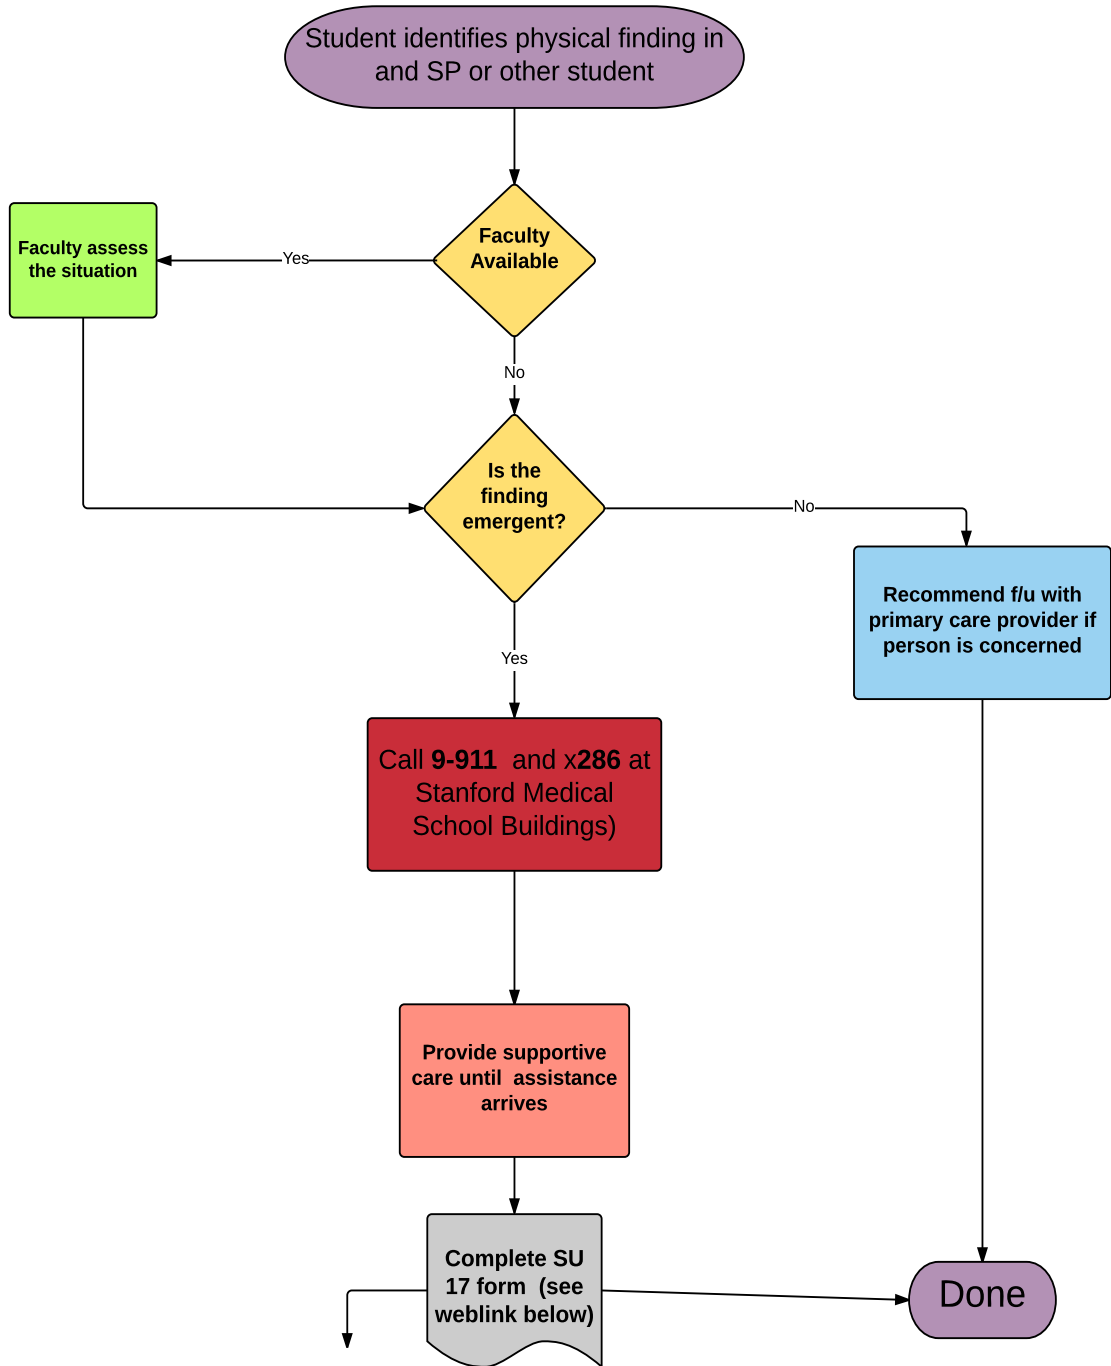 Student identifies physical finding in
and SP or other student
Faculty
Available
Yes
Faculty assess
the situation
No
Is the
finding
emergent?
No
Recommend f/u with
primary care provider if
person is concerned
Yes
Call 9-911  and x286 at
Stanford Medical
School Buildings)
Provide supportive
care until  assistance
arrives
Complete SU
17 form  (see
weblink below)
Done